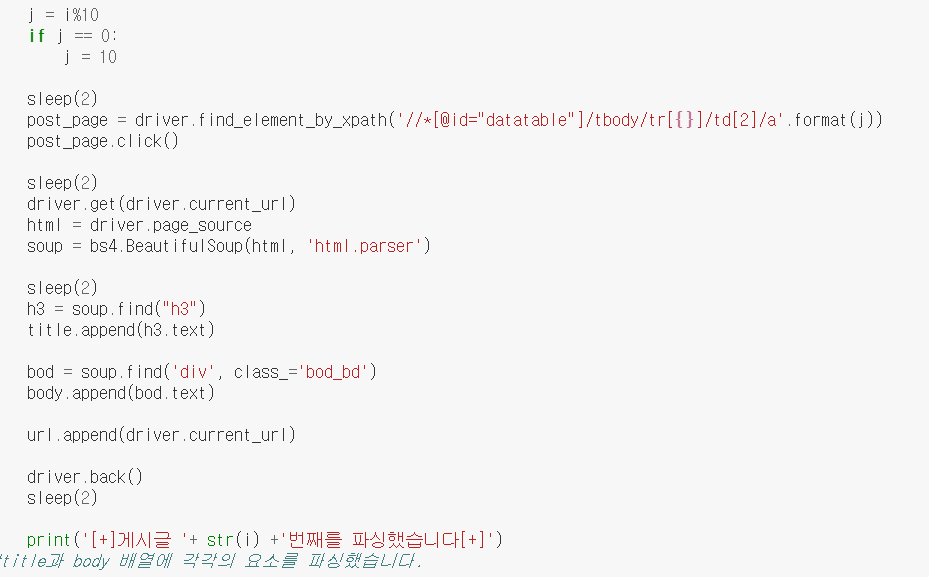 j = i%10
if j == 0:
j = 10
sleep(2)
post_page = driver.find_element_by_xpath('//*[@id="datatable"]/tbody/tr[{}]/td[2]/a'.format(j))
post_page.click()
sleep(2)
driver.get(driver.current_url)
html = driver.page_source
soup = bs4.BeautifulSoup(html, 'html.parser')
sleep(2)
h3 = soup.find("h3")
title.append(h3.text)
bod = soup.find('div', class_='bod_bd')
body.append(bod.text)
url.append(driver.current_url)
driver.back()
sleep(2)
print('[+]게시글 '+ str(i) +'번째를 파싱했습니다[+]')
title과 body 배열에 각각의 요소를 파싱했습니다.